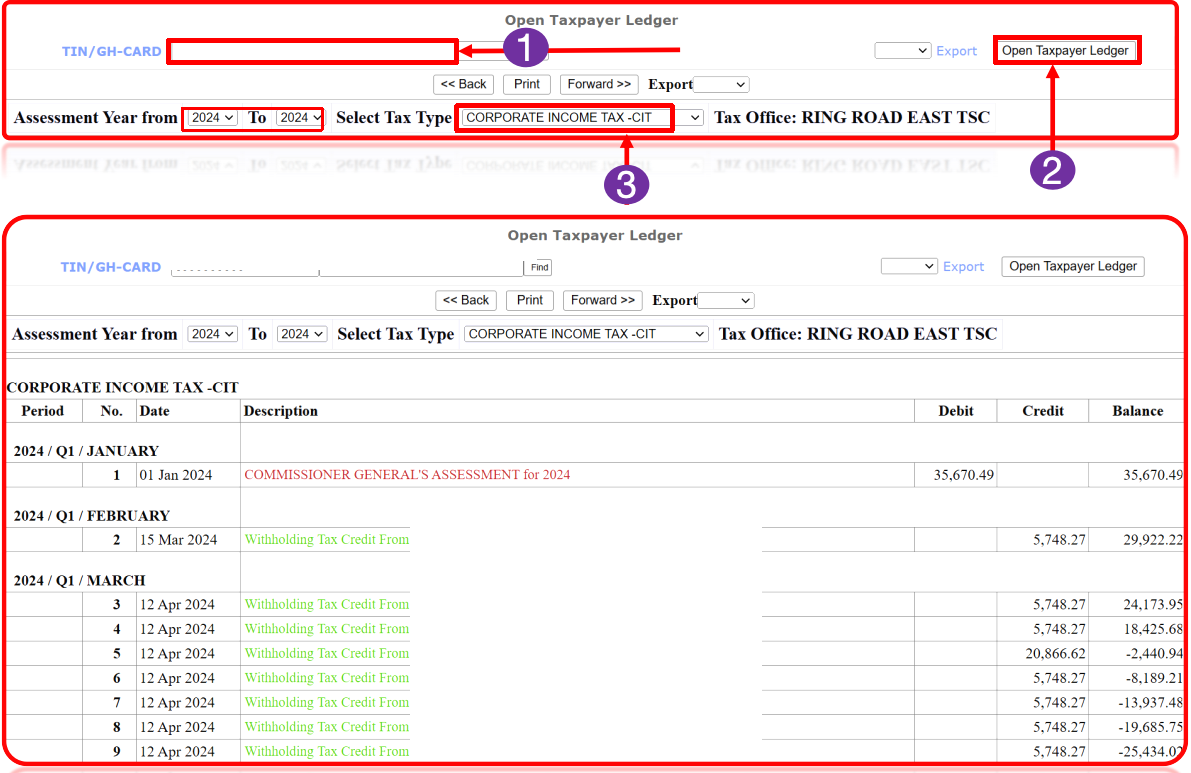 Open Taxpayer Ledger
TIN/GH-CARD 1 Export Open Taxpayer Ledger
<< Back Print Forward >> Export
Assessment Year from 2024 To 2024 Select Tax Type CORPORATE INCOME TAX -CIT Tax Office: RING ROAD EAST TSC
3 2
Open Taxpayer Ledger
TIN/GH-CARD Find Export Open Taxpayer Ledger
<< Back Print Forward >> Export
Assessment Year from 2024 To 2024 Select Tax Type CORPORATE INCOME TAX -CIT Tax Office: RING ROAD EAST TSC
CORPORATE INCOME TAX -CIT
Period No. Date Description Debit Credit Balance
2024 / Q1 / JANUARY
1 01 Jan 2024 COMMISSIONER GENERAL'S ASSESSMENT for 2024 35,670.49 35,670.49
2024 / Q1 / FEBRUARY
2 15 Mar 2024 Withholding Tax Credit From 5,748.27 29,922.22
2024 / Q1 / MARCH
3 12 Apr 2024 Withholding Tax Credit From 5,748.27 24,173.95
4 12 Apr 2024 Withholding Tax Credit From 5,748.27 18,425.68
5 12 Apr 2024 Withholding Tax Credit From 20,866.62 -2,440.94
6 12 Apr 2024 Withholding Tax Credit From 5,748.27 -8,189.21
7 12 Apr 2024 Withholding Tax Credit From 5,748.27 -13,937.48
8 12 Apr 2024 Withholding Tax Credit From 5,748.27 -19,685.75
9 12 Apr 2024 Withholding Tax Credit From 5,748.27 -25,434.02